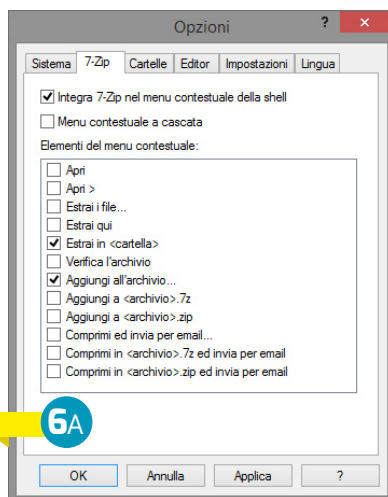 Opzioni ? ×
Sistema 7-Zip Cartelle Editor Impostazioni Lingua
Integra 7-Zip nel menu contestuale della shell
Menu contestuale a cascata
Elementi del menu contestuale:
Apri
Apri >
Estrai i file...
Estrai qui
Estrai in <cartella>
Verifica l'archivio
Aggiungi all'archivio...
Aggiungi a <archivio>.7z
Aggiungi a <archivio>.zip
Comprimi ed invia per email...
Comprimi in <archivio>.7z ed invia per email
Comprimi in <archivio>.zip ed invia per email
6A
OK Annulla Applica ?